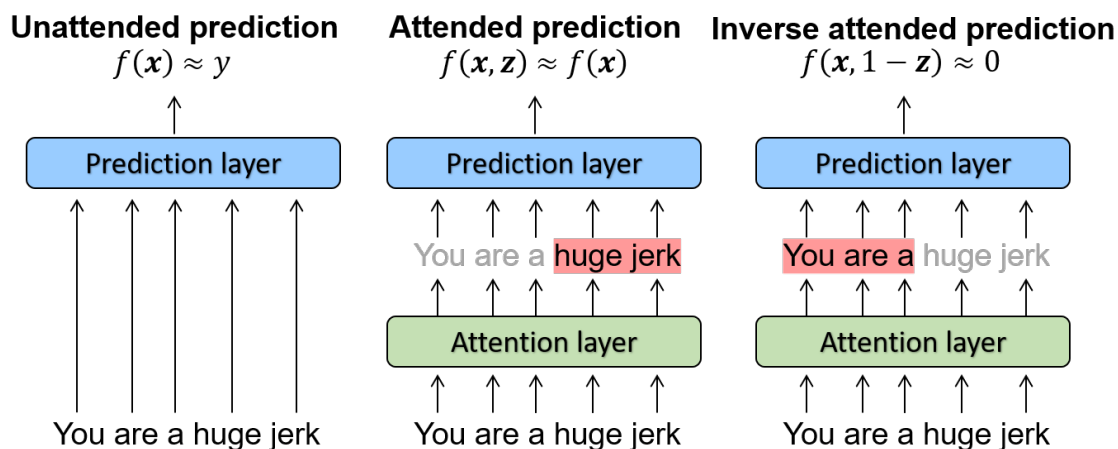 Unattended prediction
f(x) ≈ y
Prediction layer
You are a huge jerk
Attended prediction
f(x, z) ≈ f(x)
Prediction layer
You are a huge jerk
Attention layer
You are a huge jerk
Inverse attended prediction
f(x, 1 − z) ≈ 0
Prediction layer
You are a huge jerk
Attention layer
You are a huge jerk